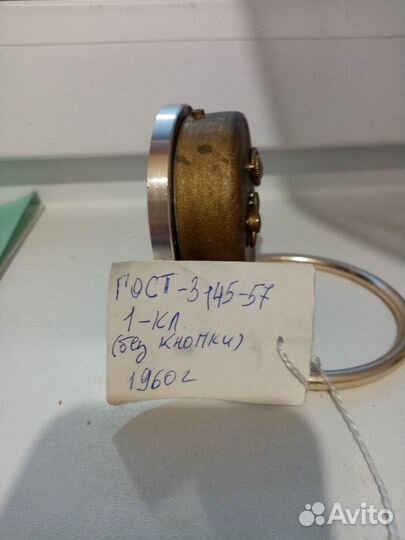 ГОСТ-3145-57
1-кл.
(без кнопки)
1960г
Avito